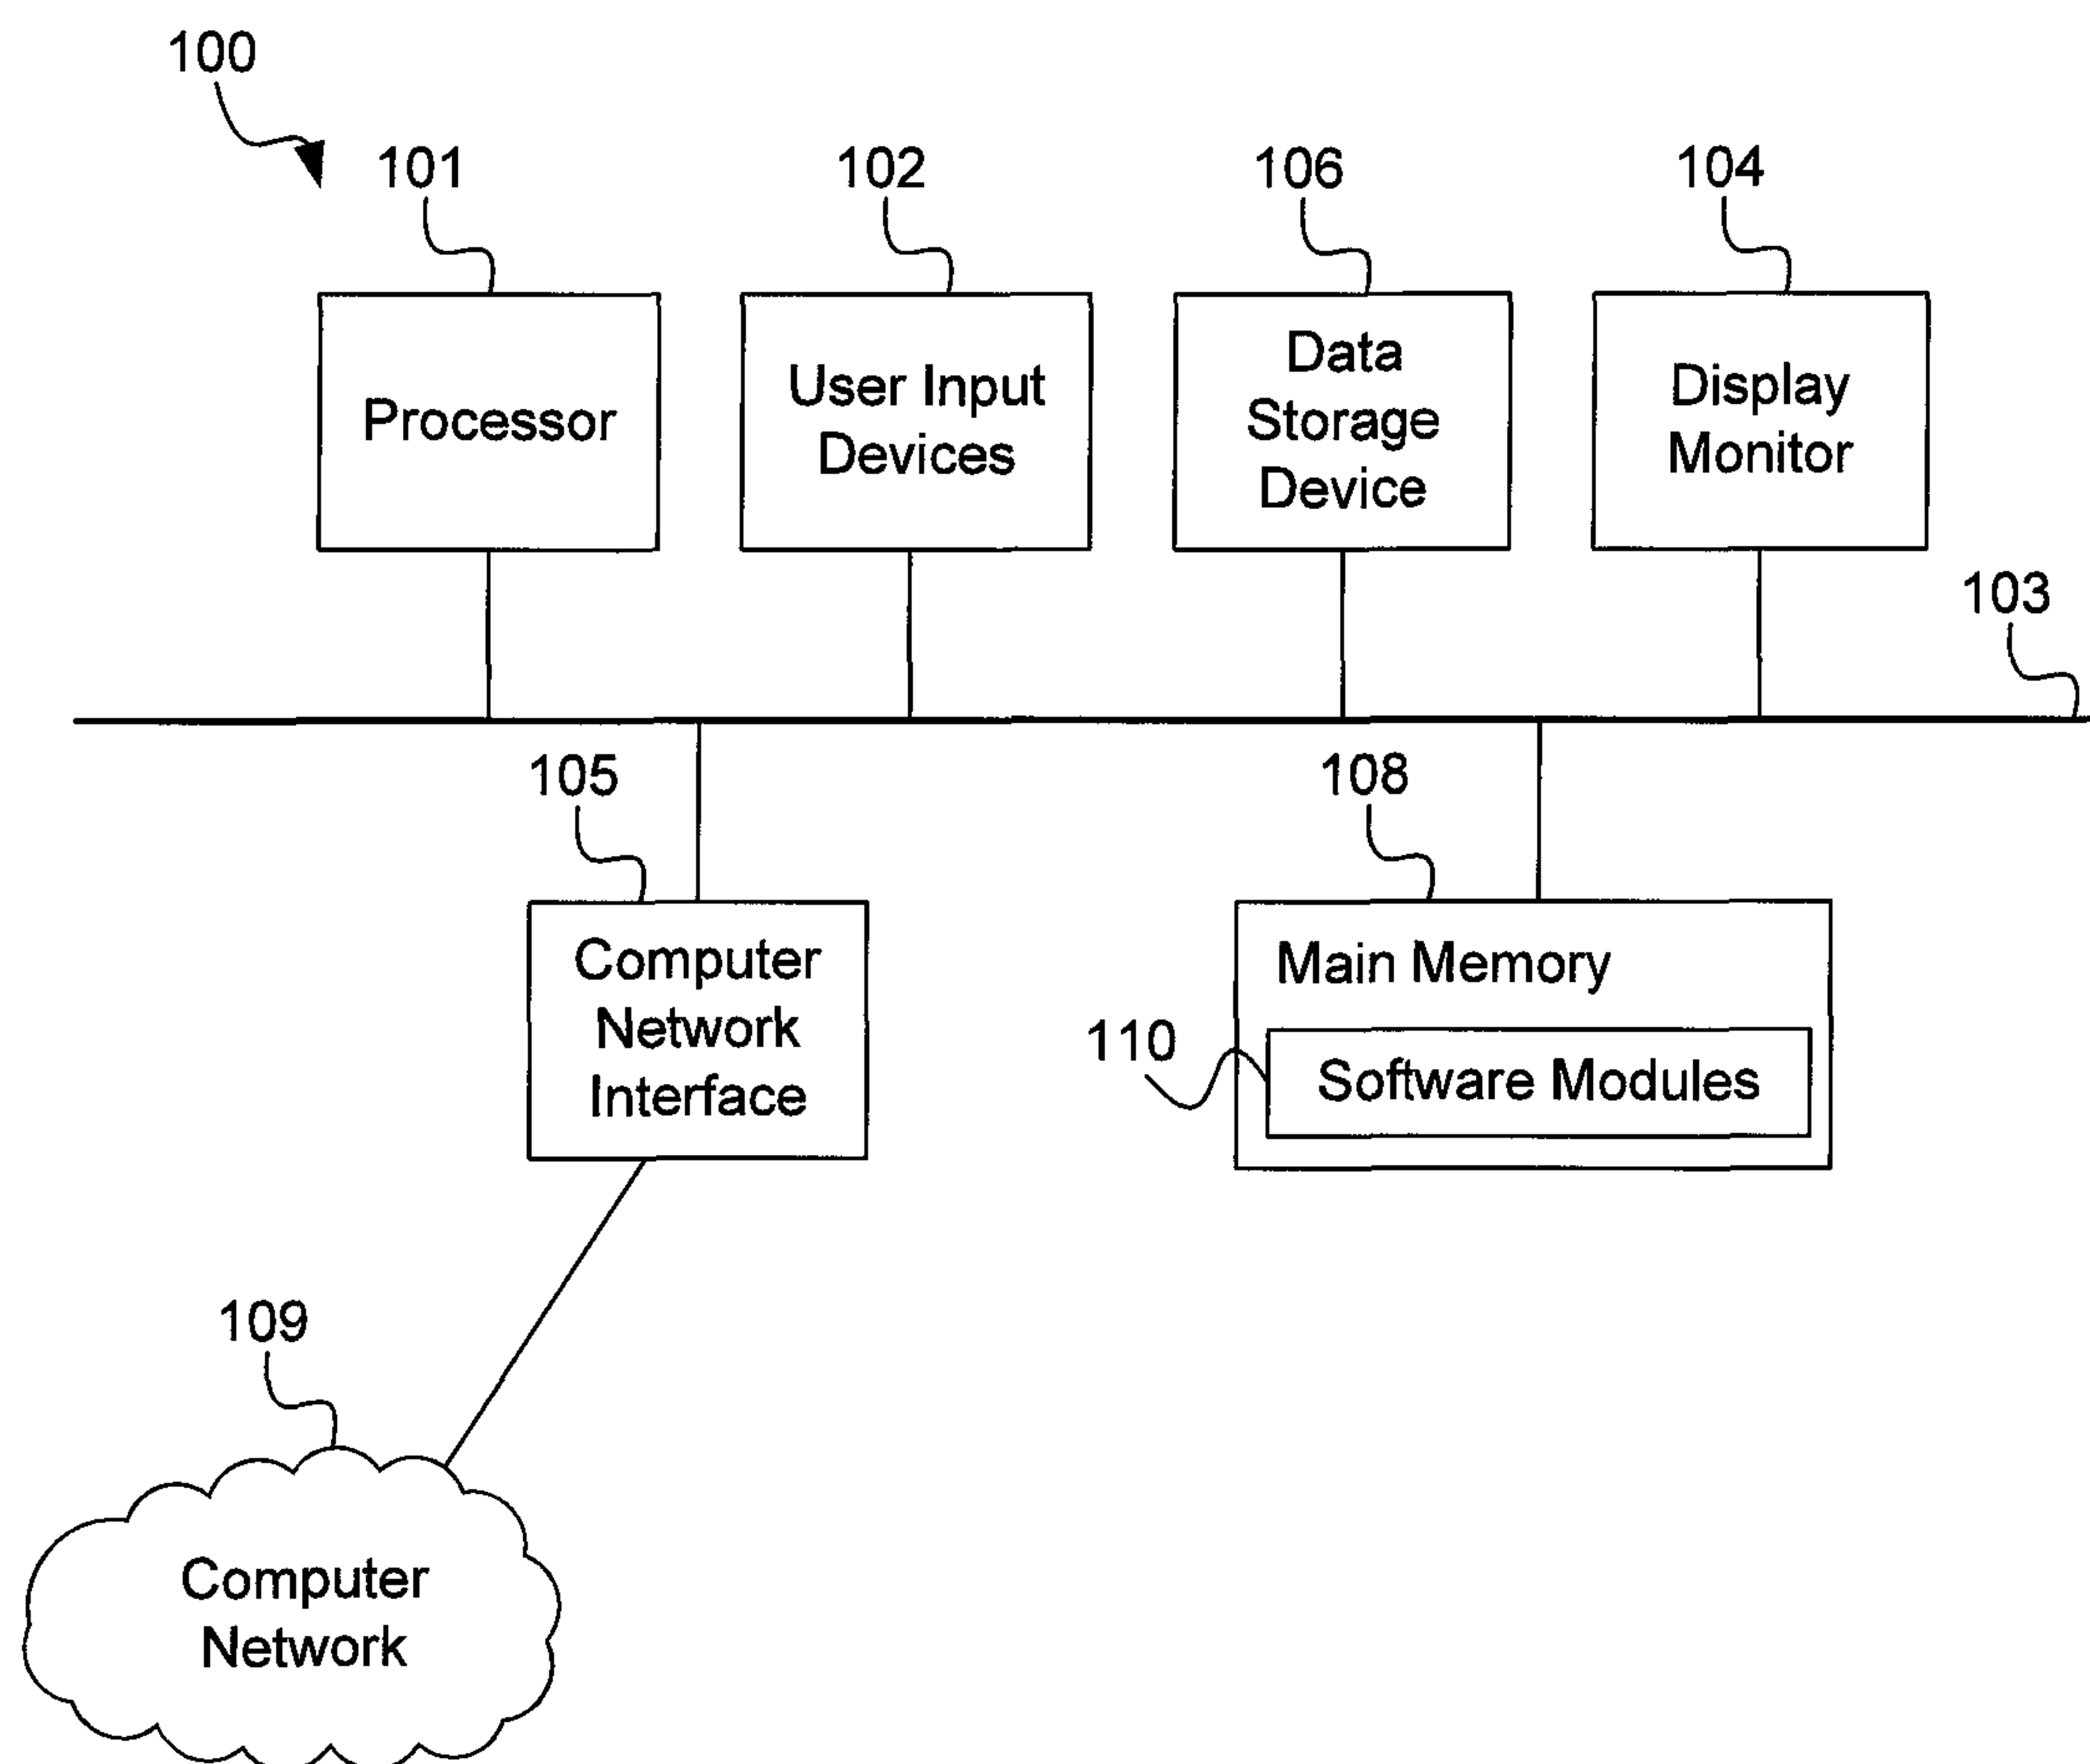 100
101
102
106
104
Processor
User Input
Devices
Data
Storage
Device
Display
Monitor
103
105
108
Computer
Network
Interface
Main Memory
110
Software Modules
109
Computer
Network